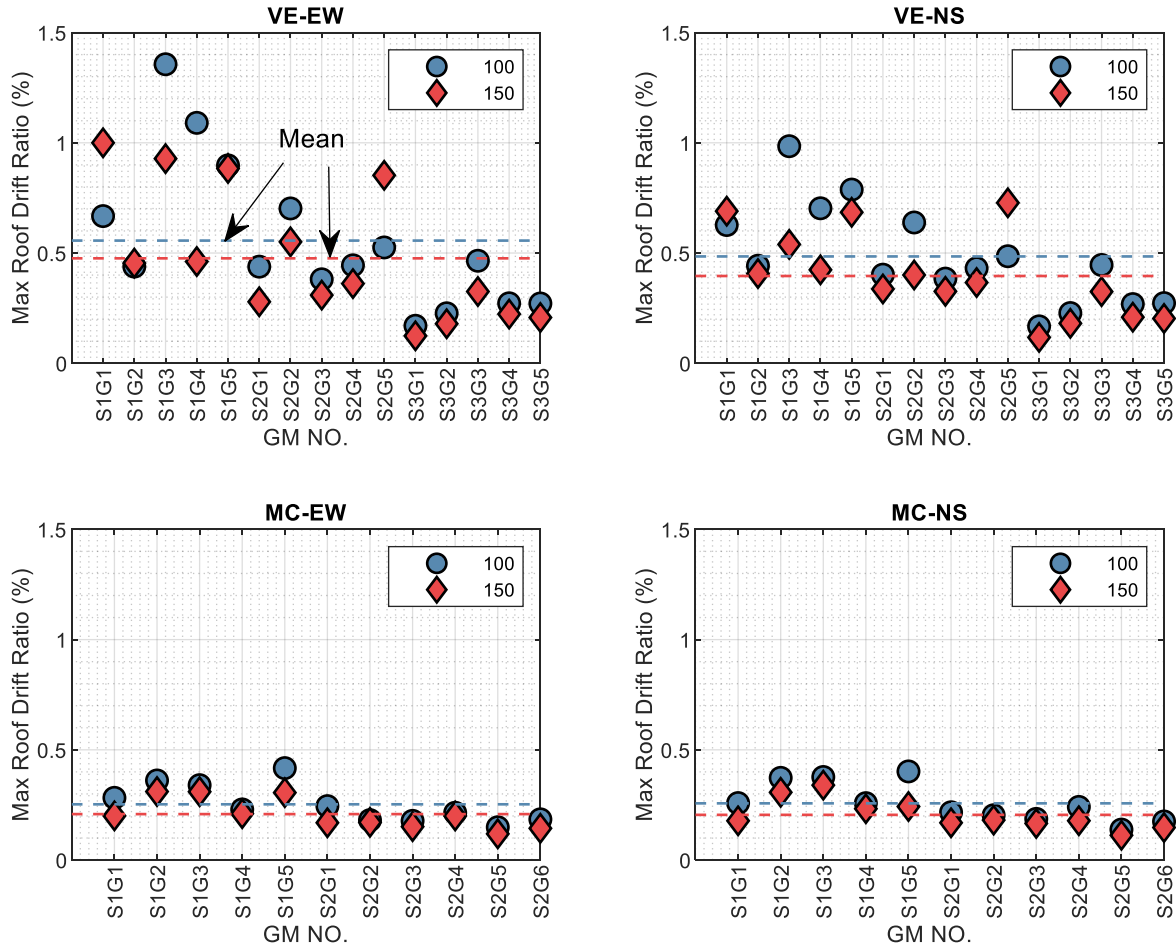 VE-EW
1.5
1
0.5
0
Max Roof Drift Ratio (%)
100
150
Mean
S1G1
S1G2
S1G3
S1G4
S1G5
S2G1
S2G2
S2G3
S2G4
S2G5
S3G1
S3G2
S3G3
S3G4
S3G5
GM NO.
VE-NS
1.5
1
0.5
0
Max Roof Drift Ratio (%)
100
150
S1G1
S1G2
S1G3
S1G4
S1G5
S2G1
S2G2
S2G3
S2G4
S2G5
S3G1
S3G2
S3G3
S3G4
S3G5
GM NO.
MC-EW
1.5
1
0.5
0
Max Roof Drift Ratio (%)
100
150
S1G1
S1G2
S1G3
S1G4
S1G5
S2G1
S2G2
S2G3
S2G4
S2G5
S2G6
GM NO.
MC-NS
1.5
1
0.5
0
Max Roof Drift Ratio (%)
100
150
S1G1
S1G2
S1G3
S1G4
S1G5
S2G1
S2G2
S2G3
S2G4
S2G5
S2G6
GM NO.